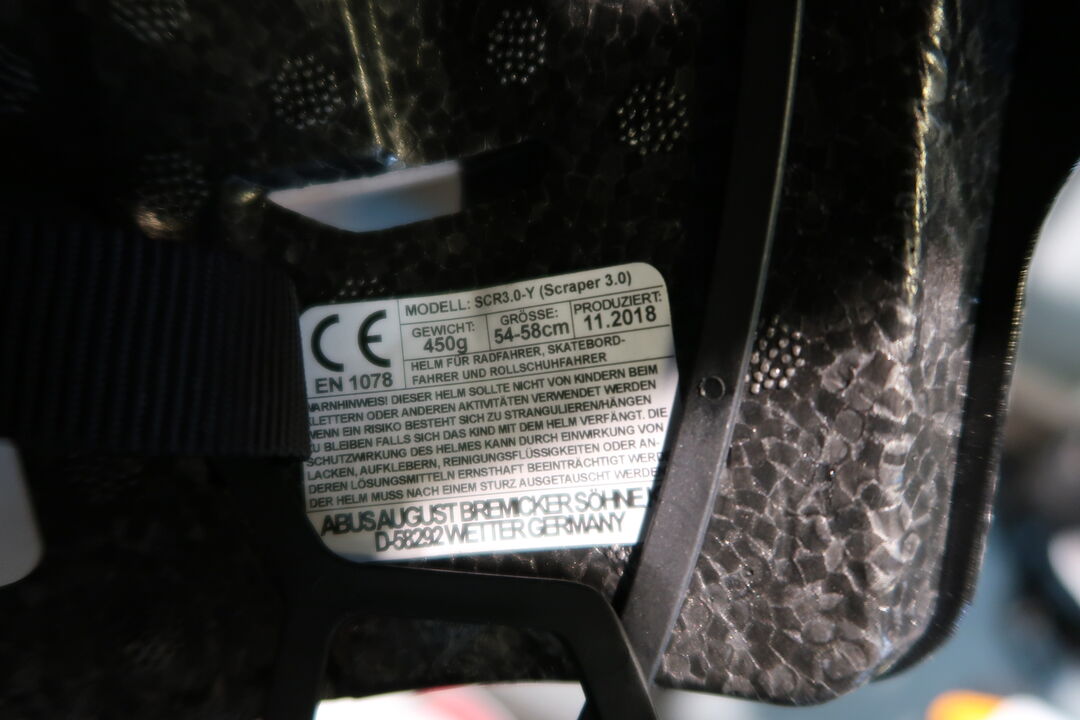 CE
EN 1078
MODELL: SCR3.0-Y (Scraper 3.0)
GEWICHT: GRÖSSE: PRODUZIERT:
450g 54-58cm 11.2018
HELM FÜR RADFAHRER, SKATEBORD-
FAHRER UND ROLLSCHUHFAHRER
WARNHINWEIS! DIESER HELM SOLLTE NICHT VON KINDERN BEIM
KLETTERN ODER ANDEREN AKTIVITÄTEN VERWENDET WERDEN
WENN EIN RISIKO BESTEHT SICH ZU STRANGULIEREN/HÄNGEN
ZU BLEIBEN FALLS SICH DAS KIND MIT DEM HELM VERFÄNGT. DIE
SCHUTZWIRKUNG DES HELMES KANN DURCH EINWIRKUNG VON
LACKEN, AUFKLEBERN, REINIGUNGSFLÜSSIGKEITEN ODER AN-
DEREN LÖSUNGSMITTELN ERNSTHAFT BEEINTRÄCHTIGT WERDE
DER HELM MUSS NACH EINEM STURZ AUSGETAUSCHT WERDE
ABUS AUGUST BREMICKER SÖHNE
D-58292 WETTER GERMANY